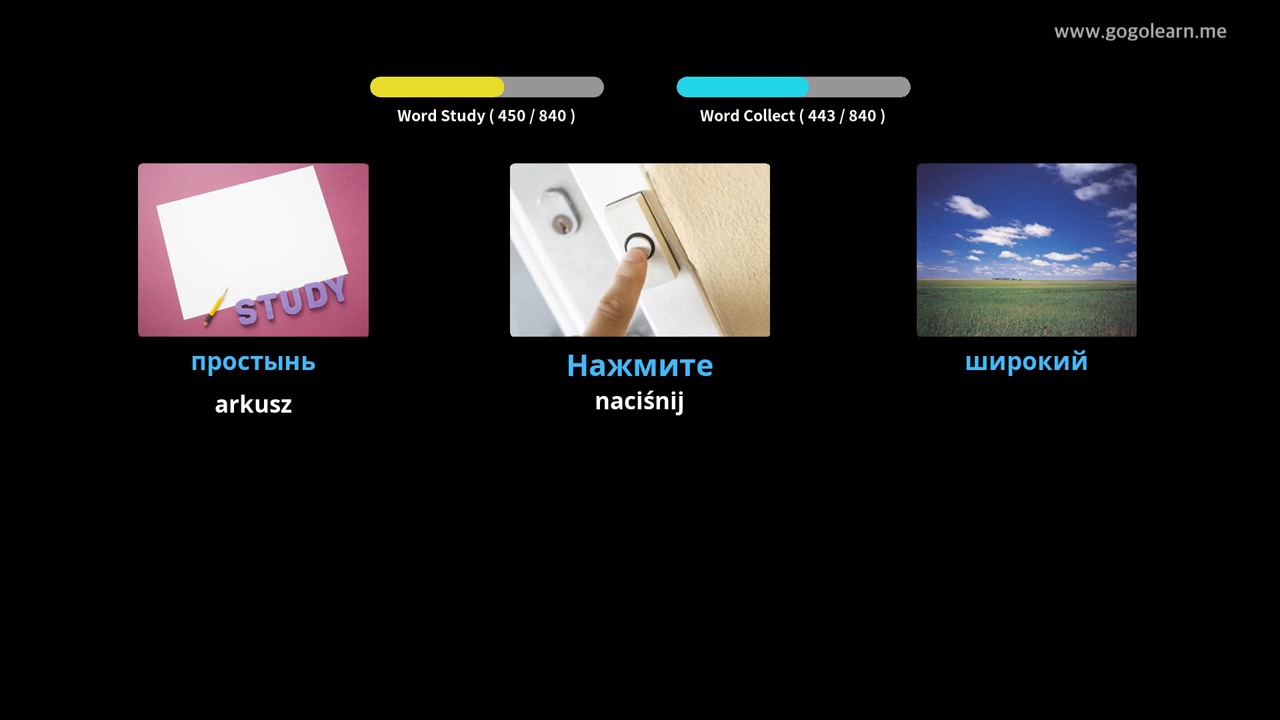 www.gogolearn.me
Word Study ( 450 / 840 )
Word Collect ( 443 / 840 )
STUDY
простынь
Нажмите
широкий
arkusz
naciśnij